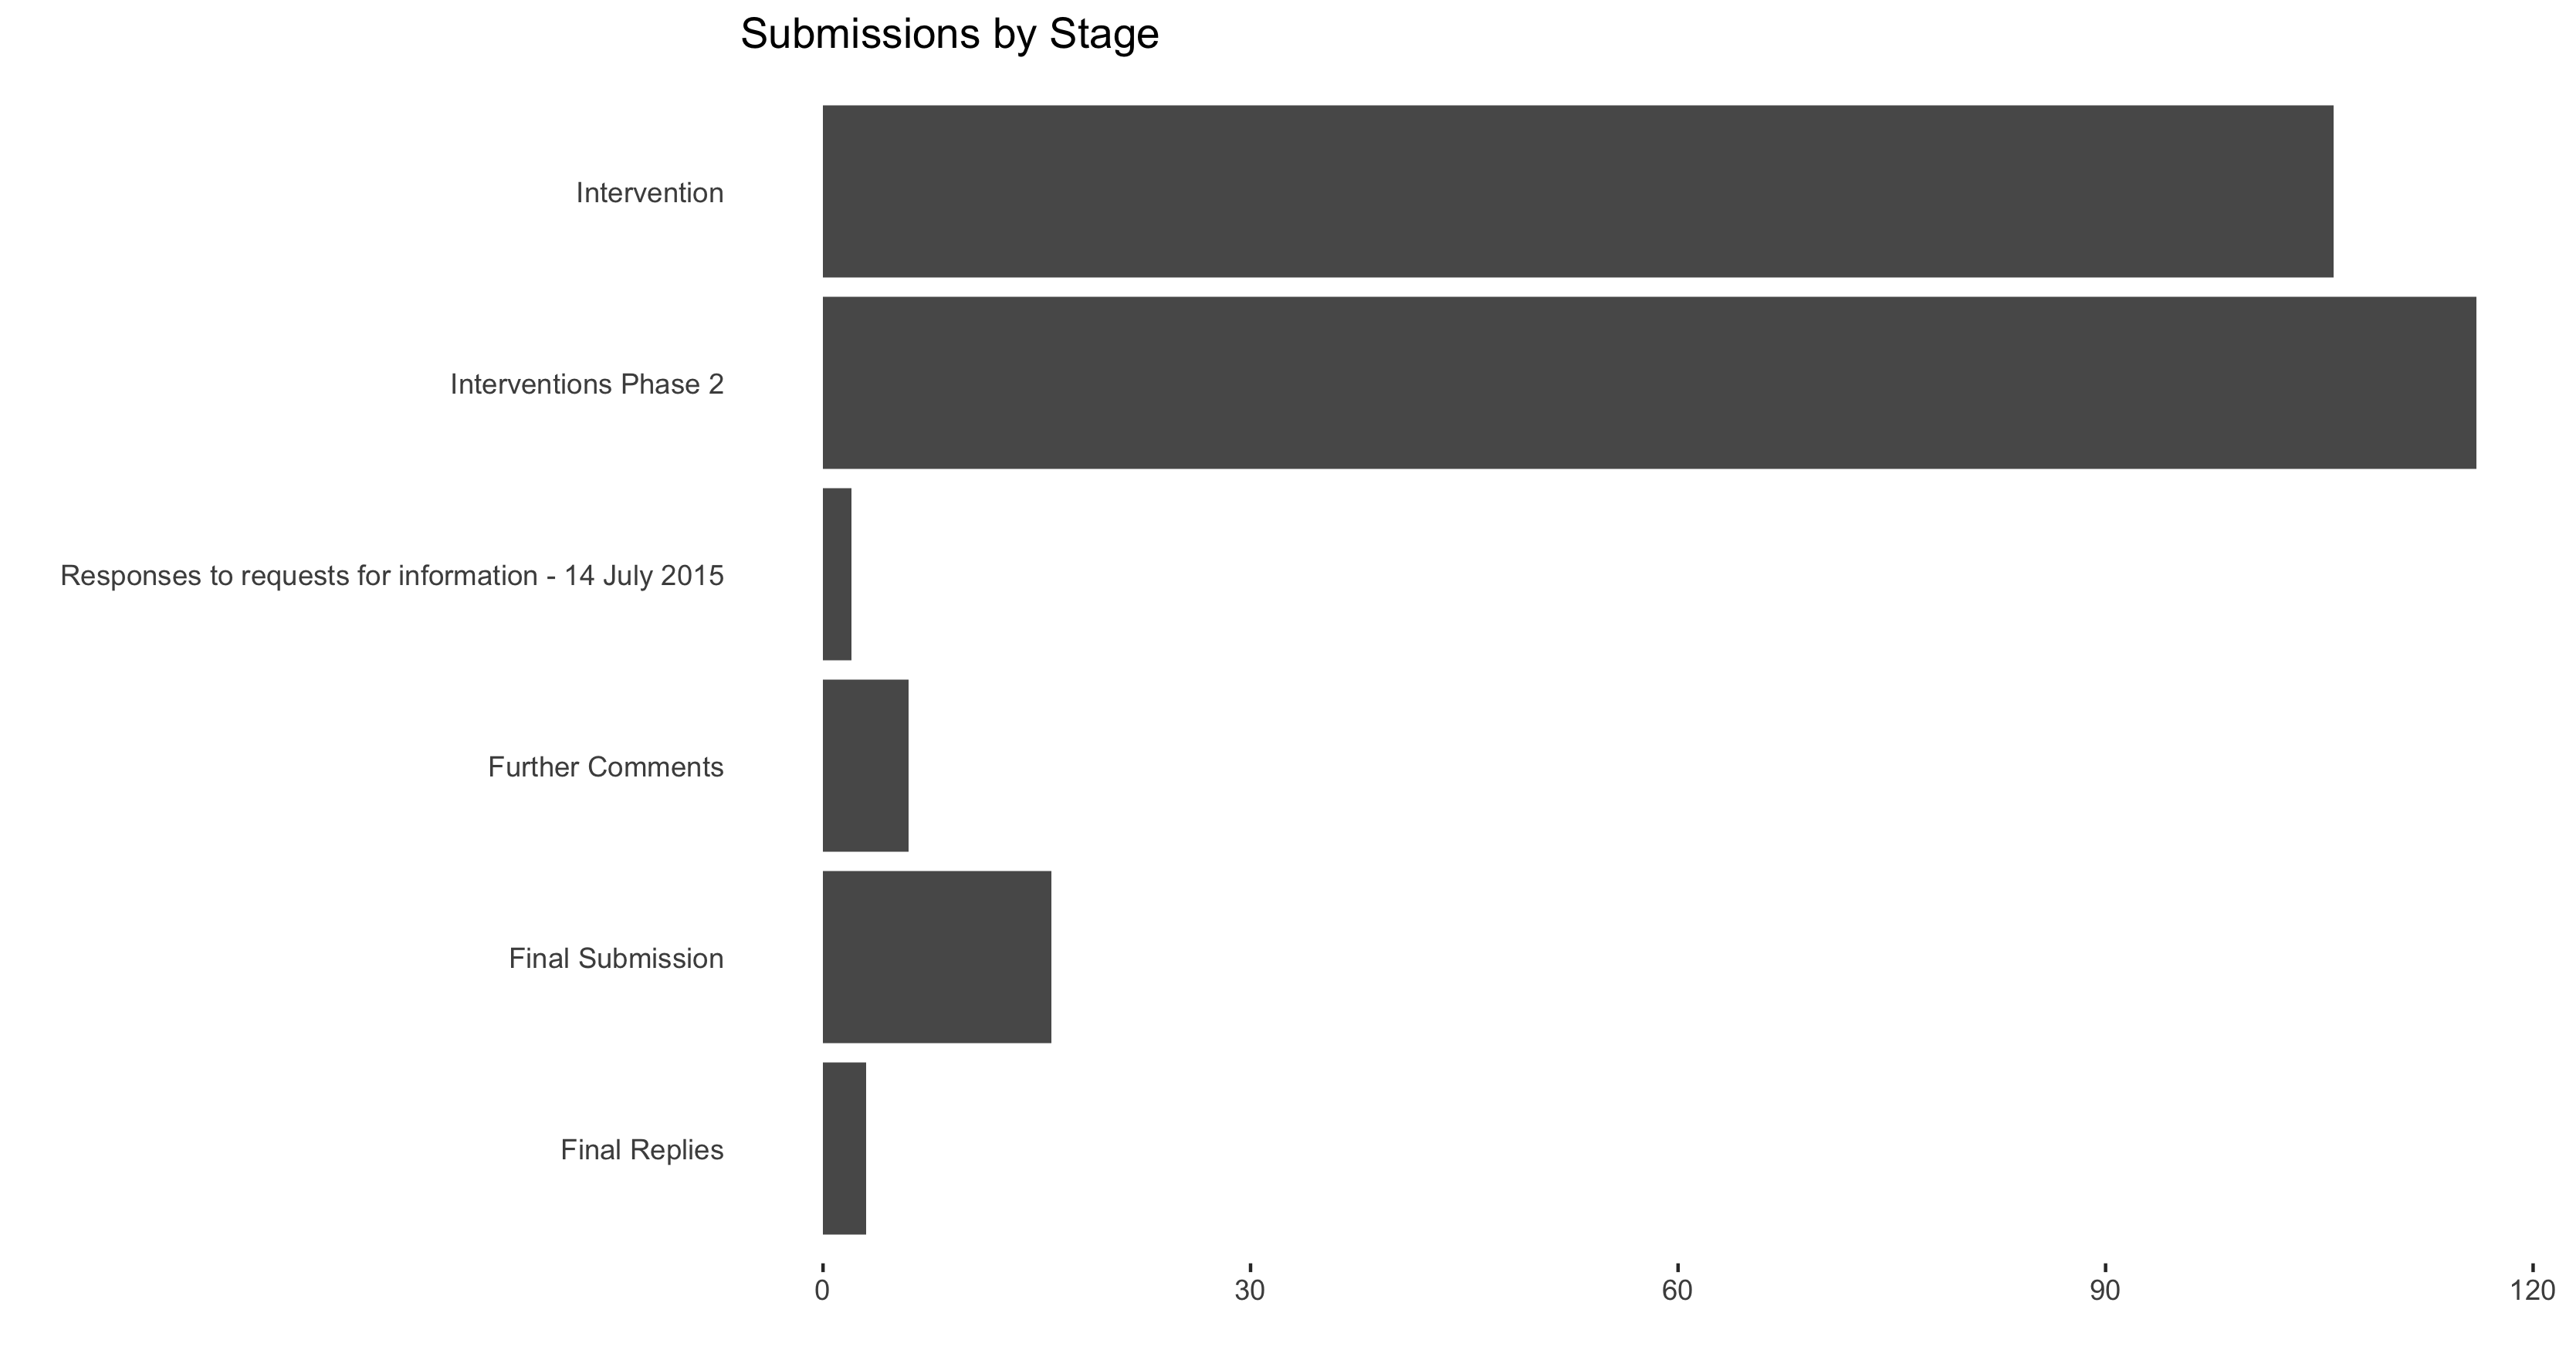 Submissions by Stage
Intervention
Interventions Phase 2
Responses to requests for information - 14 July 2015
Further Comments
Final Submission
Final Replies
0 30 60 90 120